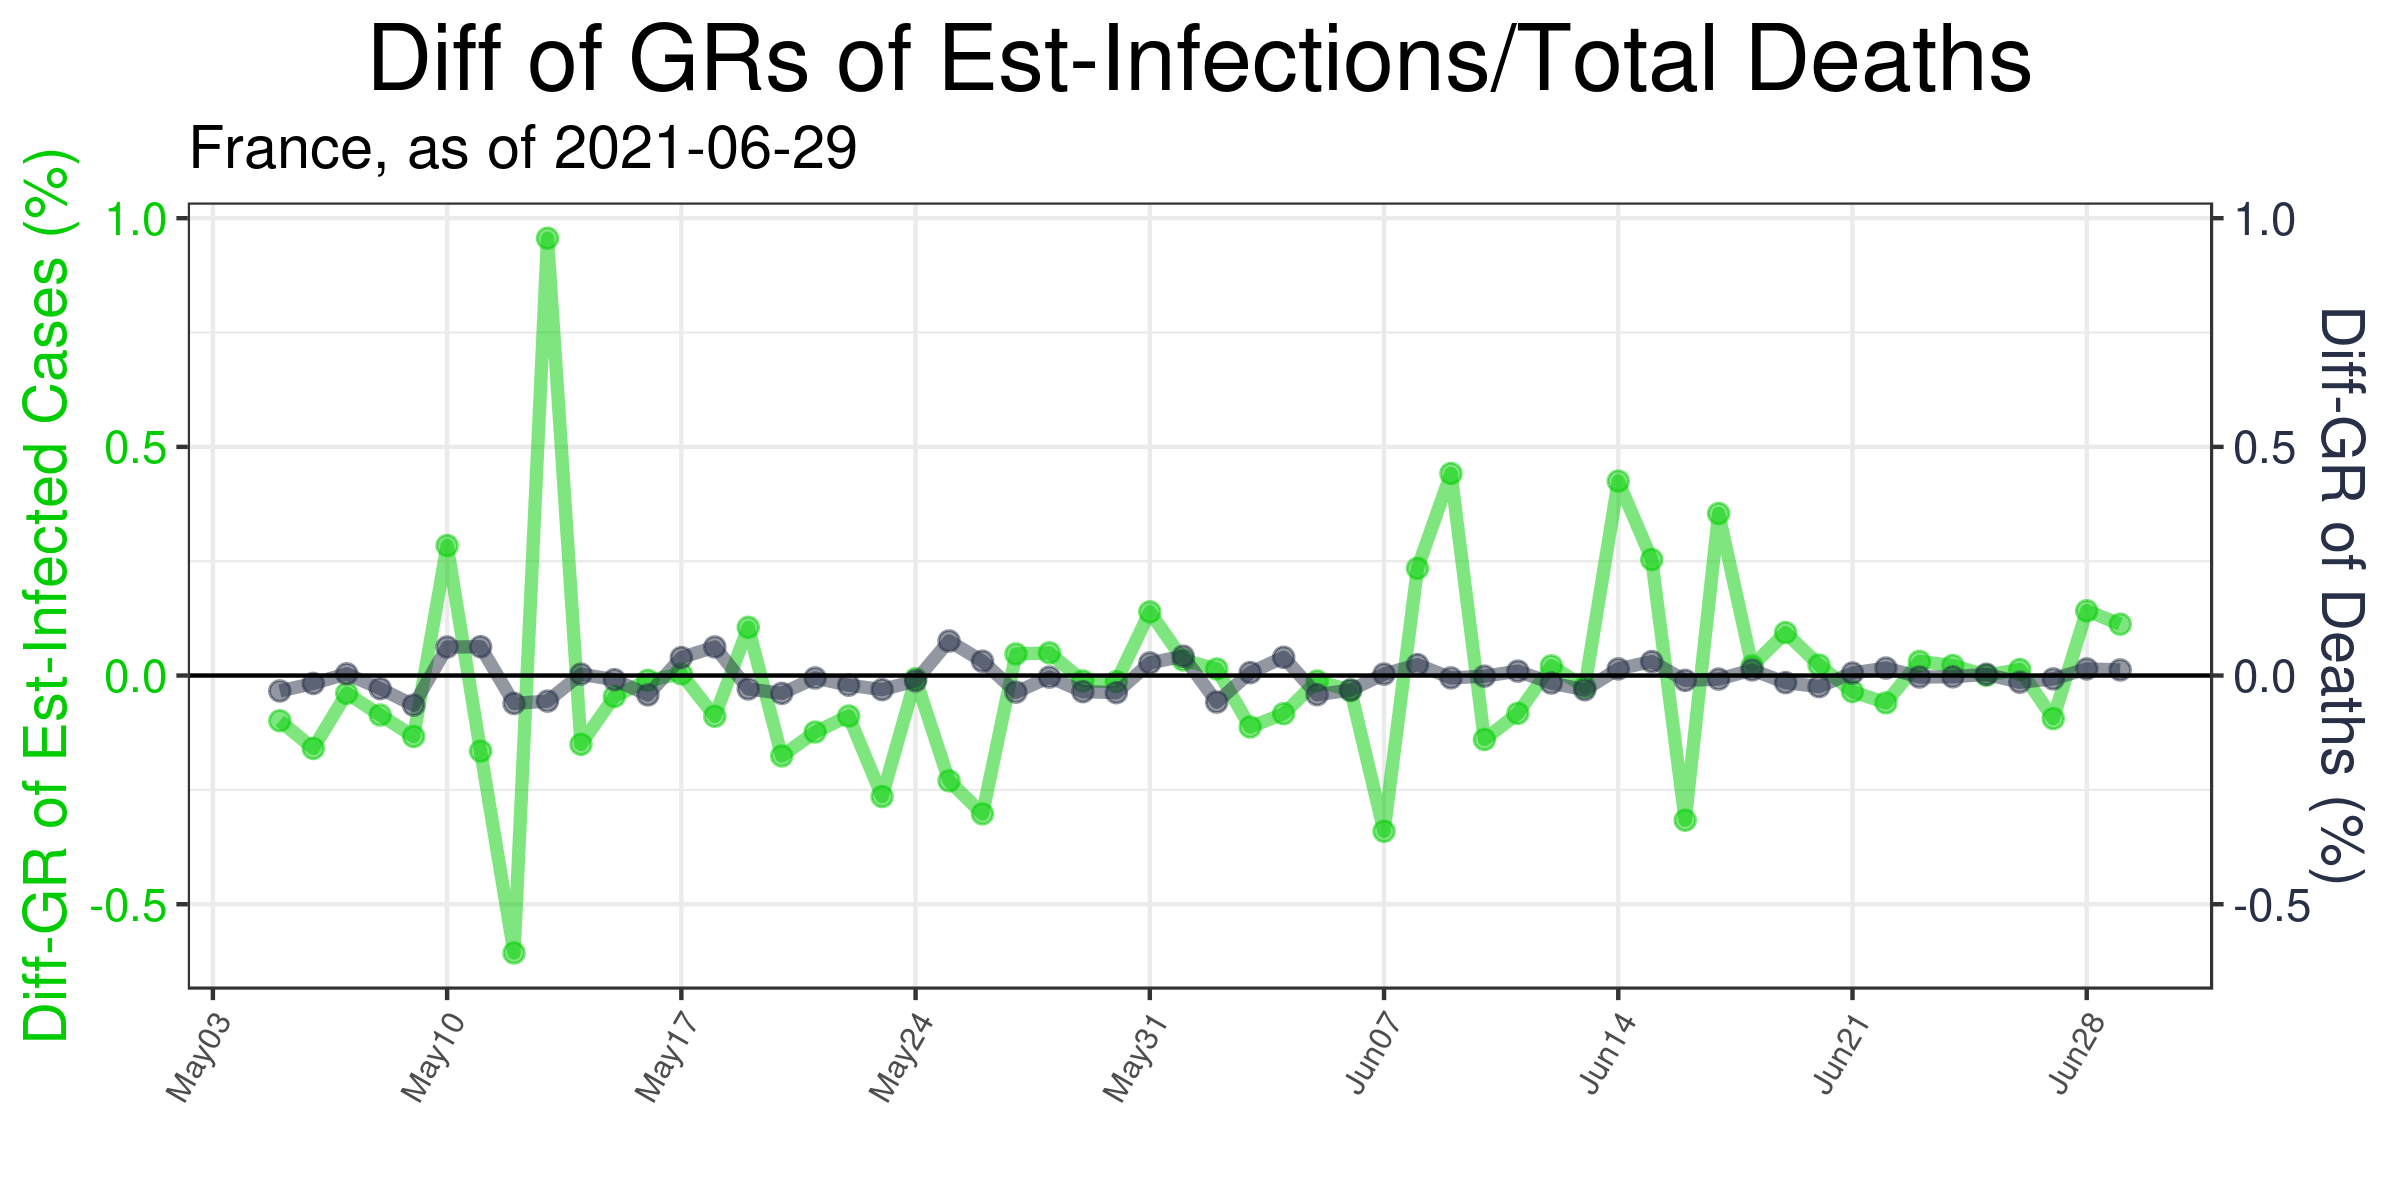 Diff of GRs of Est-Infections/Total Deaths
France, as of 2021-06-29
Diff-GR of Est-Infected Cases (%)
1.0
0.5
0.0
-0.5
1.0
0.5
0.0
-0.5
Diff-GR of Deaths (%)
May03
May10
May17
May24
May31
Jun07
Jun14
Jun21
Jun28